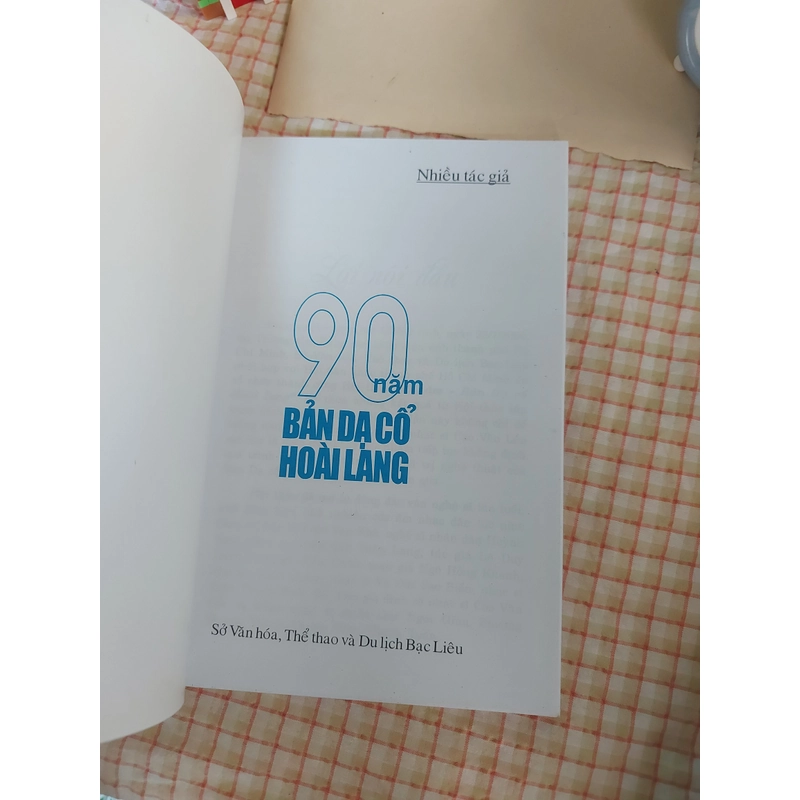 Nhiều tác giả
90
năm
BẢN DẠ CỔ
HOÀI LANG
Sở Văn hóa, Thể thao và Du lịch Bạc Liêu